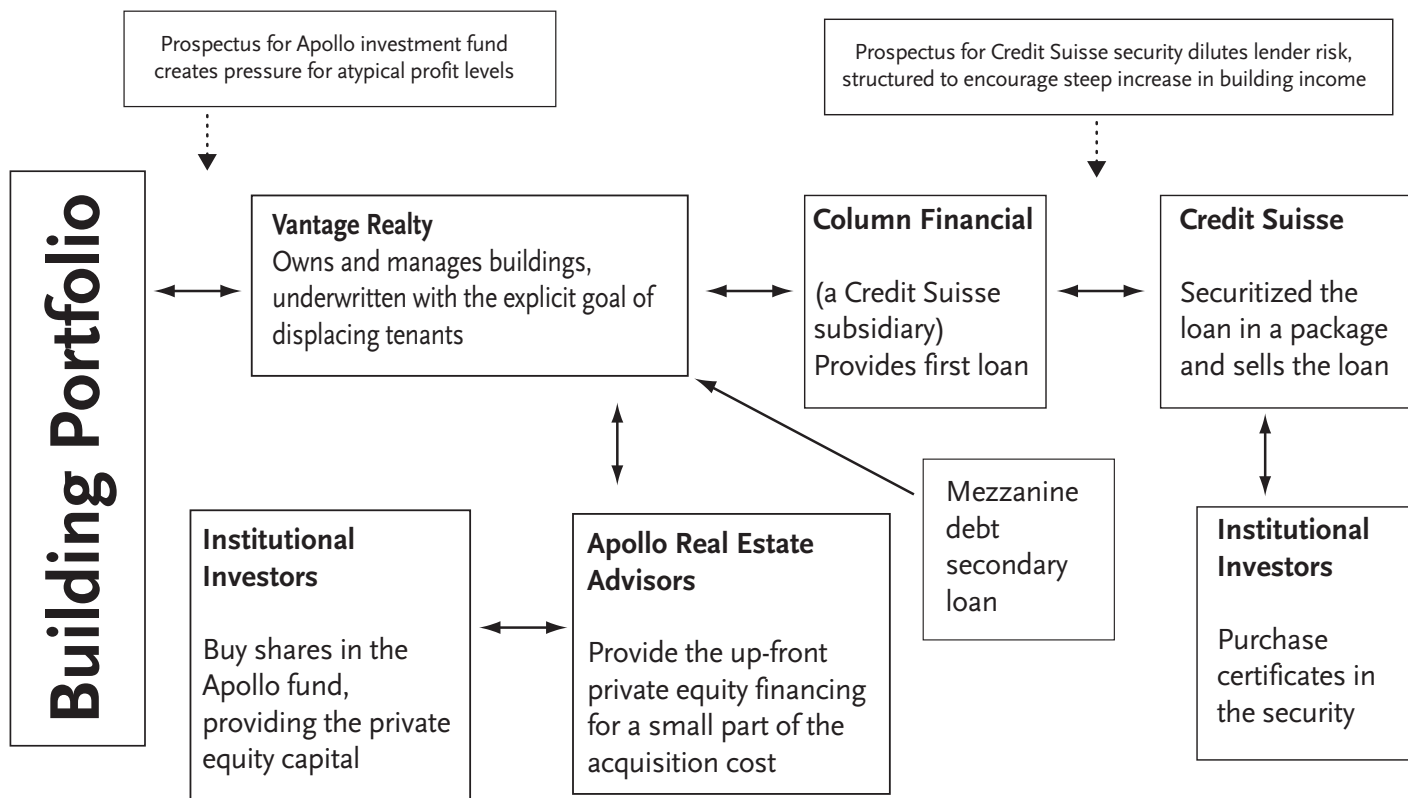 Prospectus for Apollo investment fund
creates pressure for atypical profit levels
Prospectus for Credit Suisse security dilutes lender risk,
structured to encourage steep increase in building income
Building Portfolio
Vantage Realty
Owns and manages buildings,
underwritten with the explicit goal of
displacing tenants
Column Financial
(a Credit Suisse
subsidiary)
Provides first loan
Credit Suisse
Securitized the
loan in a package
and sells the loan
Institutional
Investors
Buy shares in the
Apollo fund,
providing the private
equity capital
Apollo Real Estate
Advisors
Provide the up-front
private equity financing
for a small part of the
acquisition cost
Mezzanine
debt
secondary
loan
Institutional
Investors
Purchase
certificates in
the security